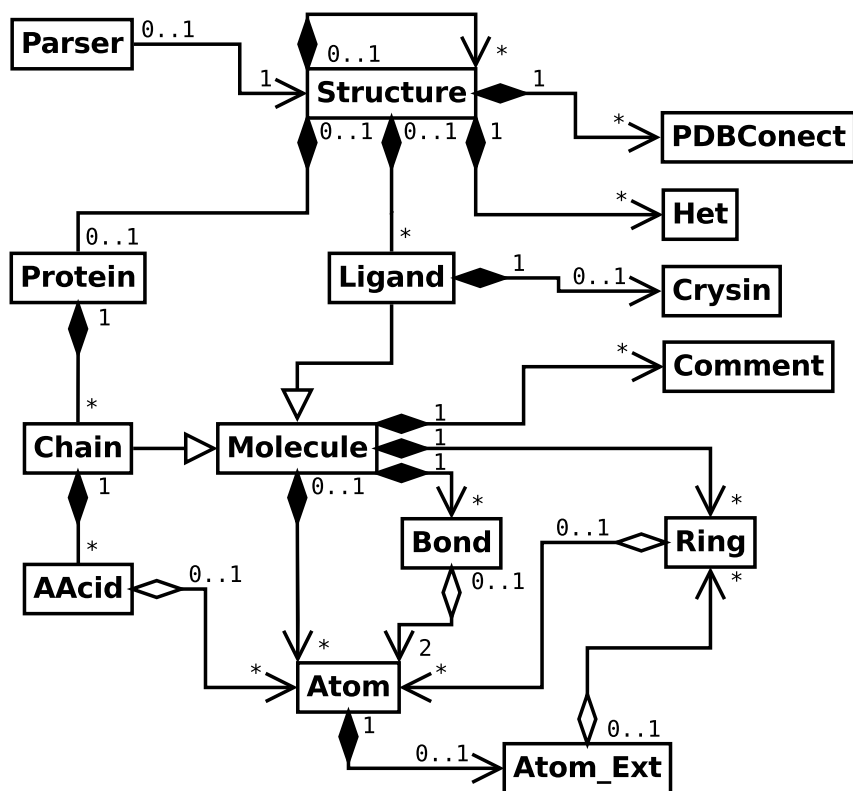 Parser
0..1
0..1
*
1
Structure
1
*
PDBConect
0..1
0..1
1
*
Het
0..1
*
Protein
Ligand
1
0..1
Crysin
1
*
Comment
*
1
Chain
Molecule
1
1
1
0..1
*
*
0..1
Bond
Ring
*
AAcid
0..1
0..1
*
*
2
*
*
Atom
1
0..1
0..1
Atom_Ext